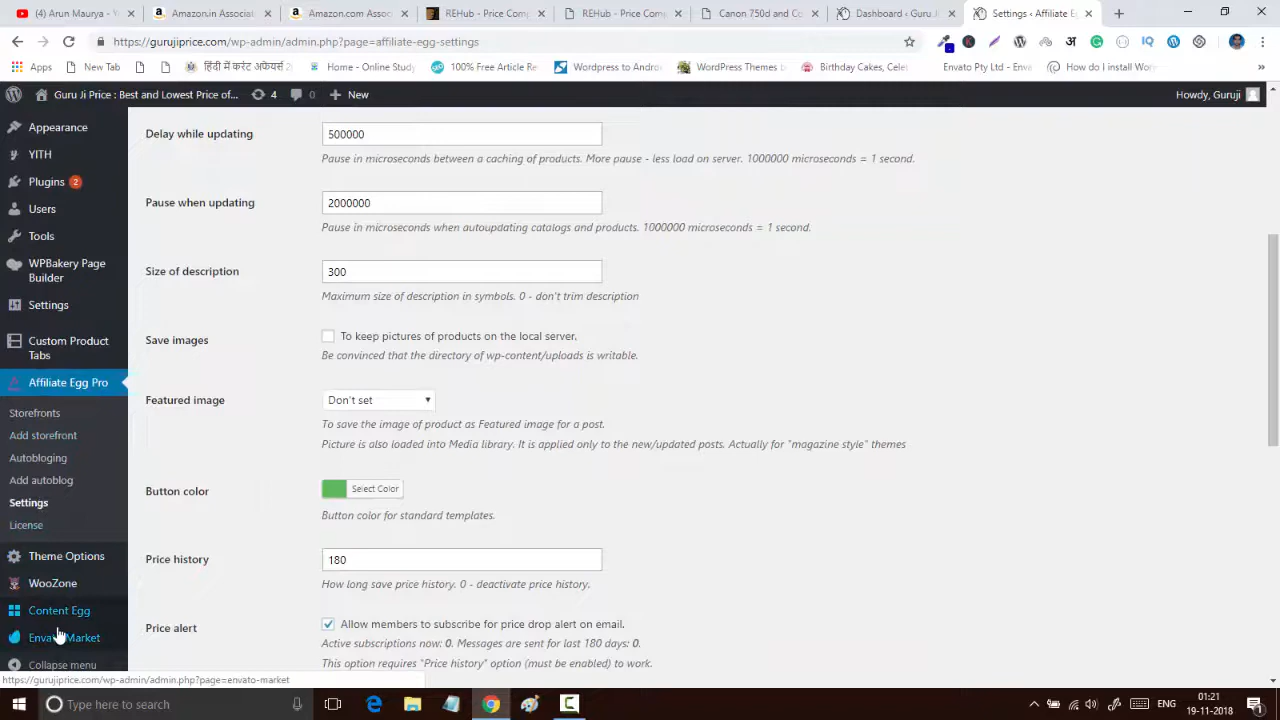 (4) Arun Maurya - Y
Amazon.in Associat
Amazon.com Assoc
REHub - Price Comp
REHub - Price Comp
Canon 750d and Co
Dashboard ‹ Guru Ji
Settings ‹ Affiliate E
https://gurujiprice.com/wp-admin/admin.php?page=affiliate-egg-settings
Apps
New Tab
हिंदी में करंट अफेयर्स
Home - Online Study
100% Free Article Re
Wordpress to Andro
WordPress Themes
Birthday Cakes, Cele
Envato Pty Ltd - Enva
How do I install Wor
»
Guru Ji Price : Best and Lowest Price of...
4
0
New
Howdy, Guruji
Appearance
YITH
Plugins 2
Users
Tools
WPBakery Page
Builder
Settings
Custom Product
Tabs
Affiliate Egg Pro
Storefronts
Add storefront
Autobloging
Add autoblog
Settings
License
Theme Options
WooZone
Content Egg
Envato Market
Collapse menu
Delay while updating
500000
Pause in microseconds between a caching of products. More pause - less load on server. 1000000 microseconds = 1 second.
Pause when updating
2000000
Pause in microseconds when autoupdating catalogs and products. 1000000 microseconds = 1 second.
Size of description
300
Maximum size of description in symbols. 0 - don't trim description
Save images
To keep pictures of products on the local server.
Be convinced that the directory of wp-content/uploads is writable.
Featured image
Don't set
To save the image of product as Featured image for a post.
Picture is also loaded into Media library. It is applied only to the new/updated posts. Actually for "magazine style" themes
Button color
Select Color
Button color for standard templates.
Price history
180
How long save price history. 0 - deactivate price history.
Price alert
Allow members to subscribe for price drop alert on email.
Active subscriptions now: 0. Messages are sent for last 180 days: 0.
This option requires "Price history" option (must be enabled) to work.
https://gurujiprice.com/wp-admin/admin.php?page=envato-market
Type here to search
ENG
01:21
19-11-2018